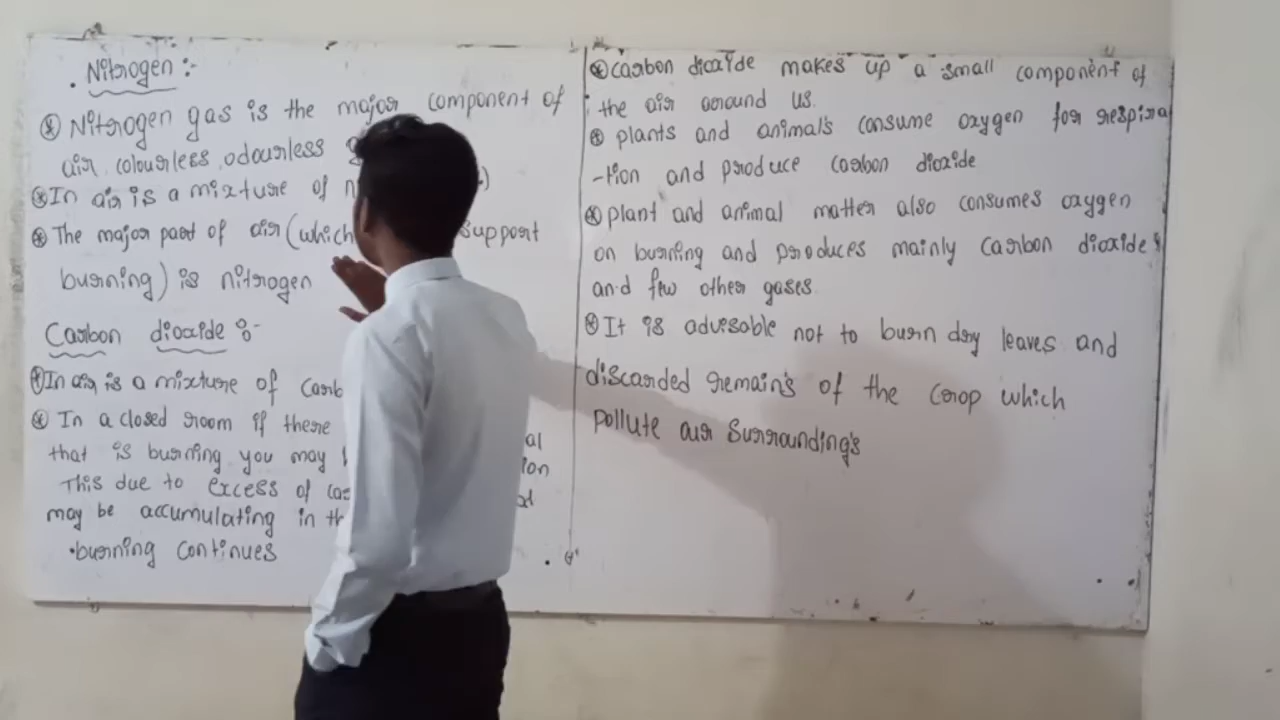 Nitrogen :-
Nitrogen gas is the major component of
air, colourless, odourless
In air is a mixture of
The major part of air (which support
burning) is nitrogen
Carbon dioxide :-
In air is a mixture of
In a closed room if there
that is burning you may
This due to excess of
may be accumulating in
burning continues
Carbon dioxide makes up a small component of
the air around us.
plants and animal's consume oxygen for respira
-tion and produce carbon dioxide
plant and animal matter also consumes oxygen
on burning and produces mainly carbon dioxide
and few other gases
It is advisable not to burn dry leaves and
discarded remain's of the crop which
pollute our surrounding's